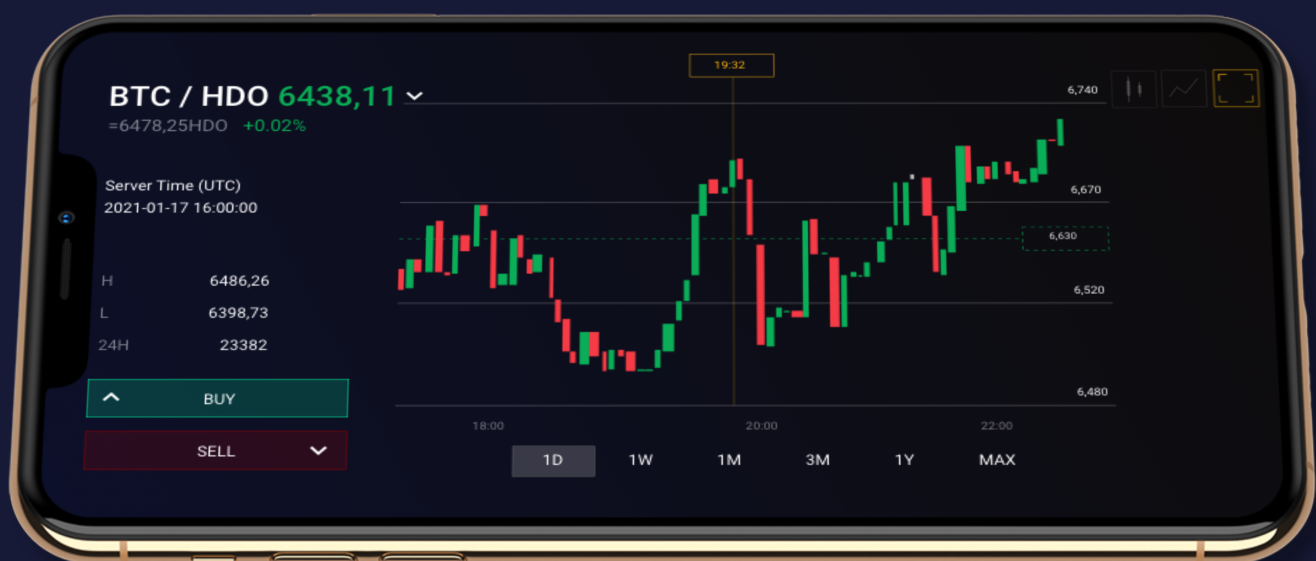 19:32
BTC / HDO 6438,11
=6478,25HDO +0.02%
Server Time (UTC)
2021-01-17 16:00:00
H 6486,26
L 6398,73
24H 23382
BUY
SELL
6,740
6,670
6,630
6,520
6,480
18:00 20:00 22:00
1D 1W 1M 3M 1Y MAX